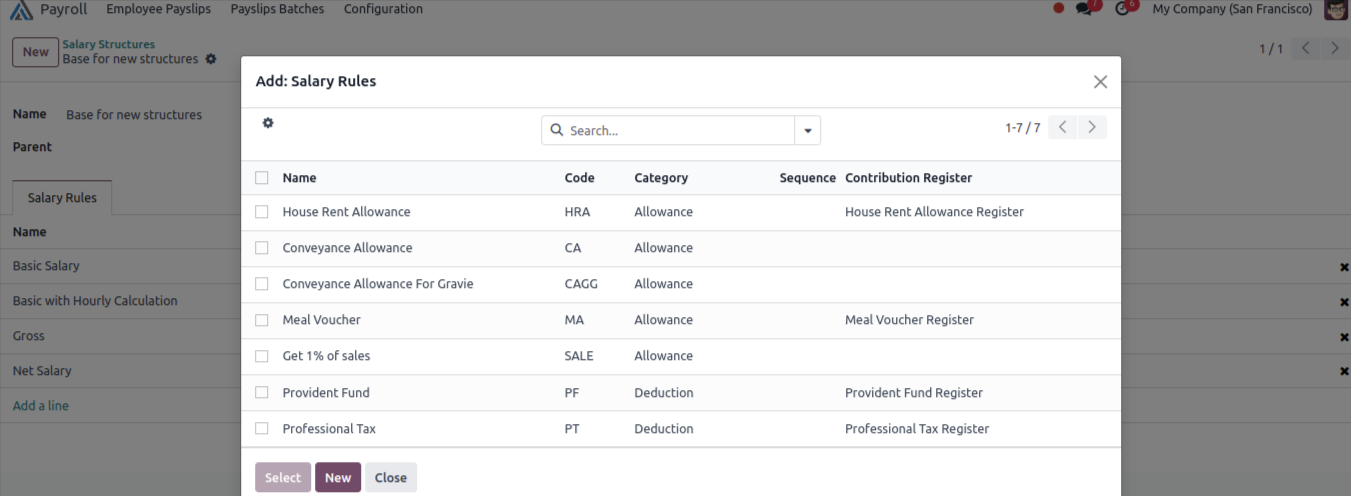 Payroll Employee Payslips Payslips Batches Configuration 7 6 My Company (San Francisco)
New Salary Structures 1 / 1
Base for new structures
Add: Salary Rules
Name Base for new structures
Search... 1-7 / 7
Parent
Name Code Category Sequence Contribution Register
Salary Rules
House Rent Allowance HRA Allowance House Rent Allowance Register
Name
Conveyance Allowance CA Allowance
Basic Salary
Conveyance Allowance For Gravie CAGG Allowance
Basic with Hourly Calculation
Meal Voucher MA Allowance Meal Voucher Register
Gross
Get 1% of sales SALE Allowance
Net Salary
Provident Fund PF Deduction Provident Fund Register
Add a line
Professional Tax PT Deduction Professional Tax Register
Select New Close